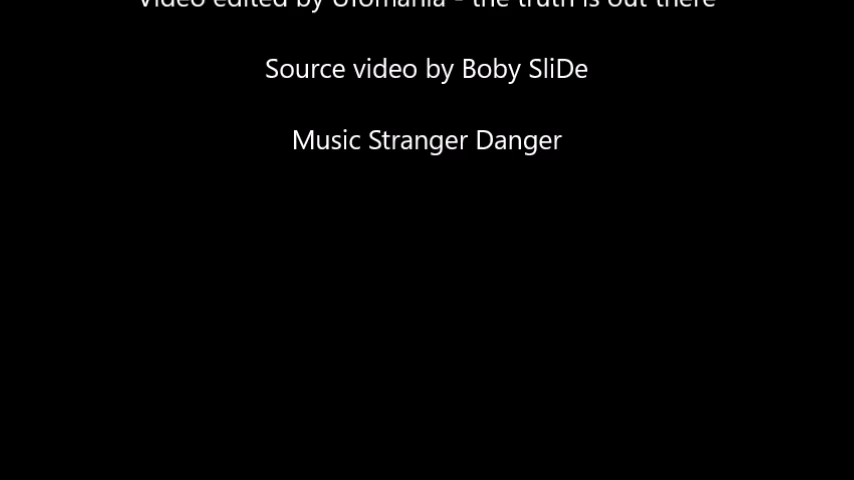 Video edited by Ufomania - the truth is out there
Source video by Boby SliDe
Music Stranger Danger